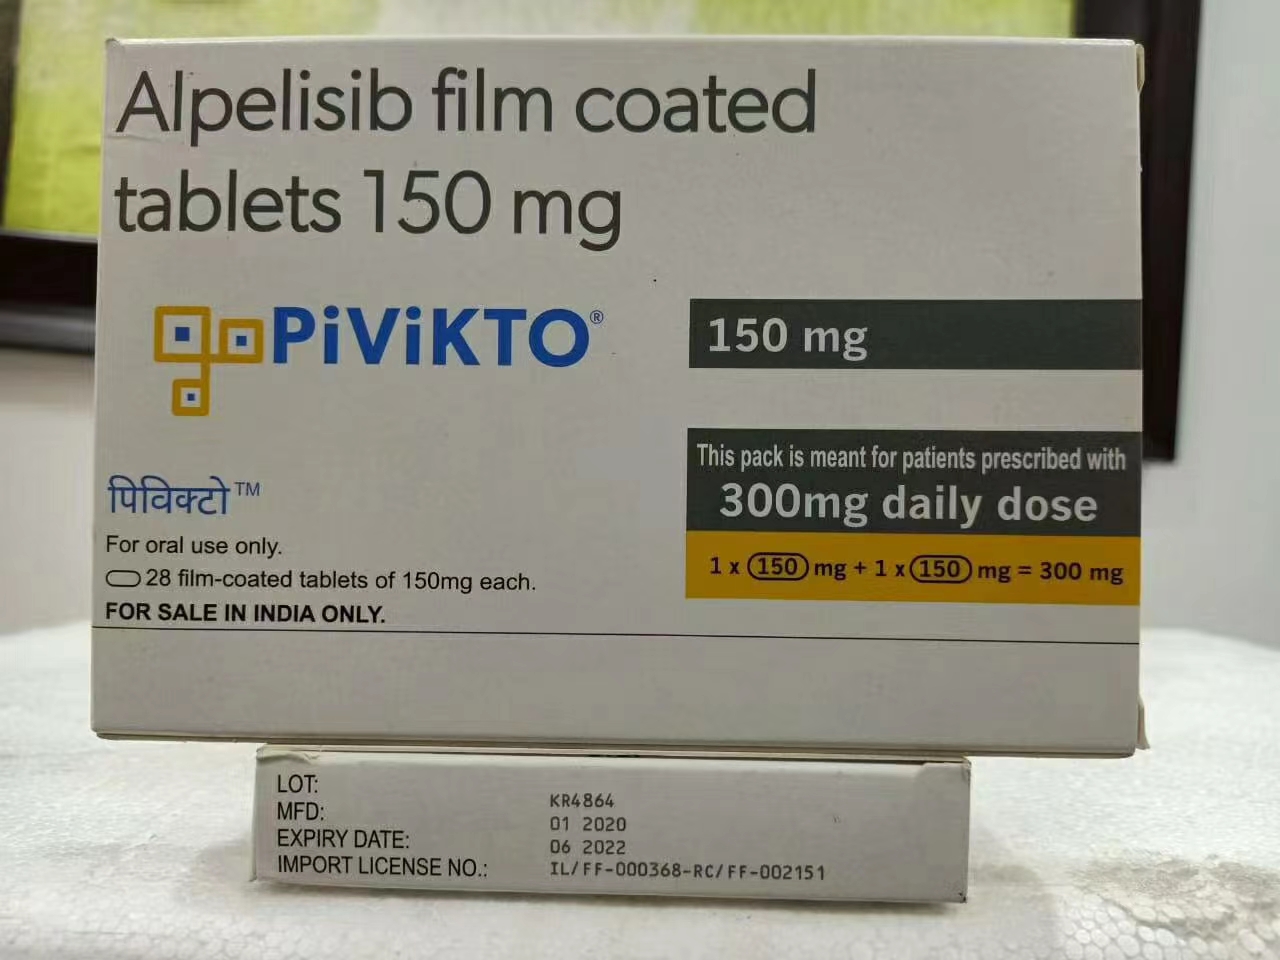 Alpelisib film coated
tablets 150 mg
PiViKTO®
150 mg
This pack is meant for patients prescribed with
300mg daily dose
1 x 150 mg + 1 x 150 mg = 300 mg
पिविक्टो™
For oral use only.
28 film-coated tablets of 150mg each.
FOR SALE IN INDIA ONLY.
LOT: KR4864
MFD: 01 2020
EXPIRY DATE: 06 2022
IMPORT LICENSE NO.: IL/FF-000368-RC/FF-002151